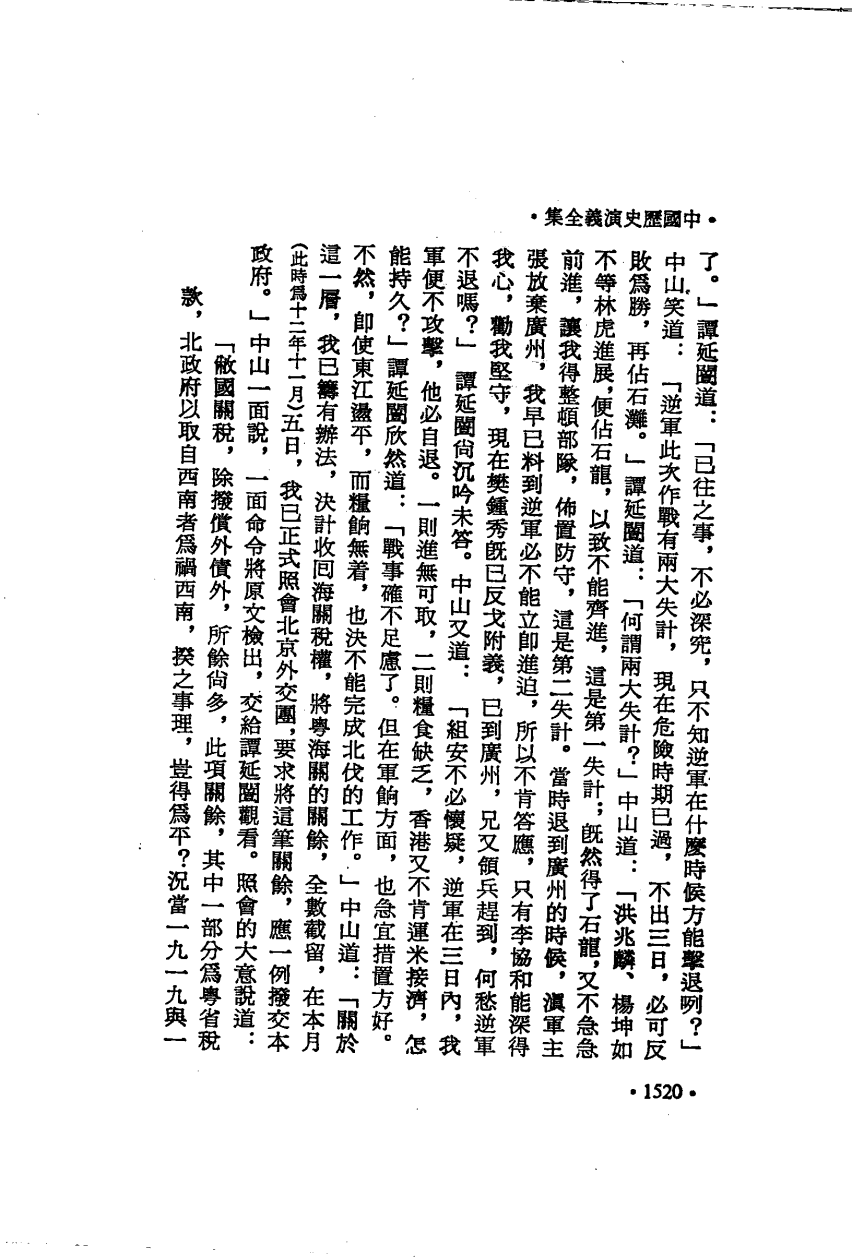 •中國歷史演義全集•
了。」譚延闓道：「已往之事，不必深究，只不知逆軍在什麼時候方能擊退咧？」
中山笑道：「逆軍此次作戰有兩大失計，現在危險時期已過，不出三日，必可反
敗爲勝，再佔石灘。」譚延闓道：「何謂兩大失計？」中山道：「洪兆麟、楊坤如
不等林虎進展，便佔石龍，以致不能齊進，這是第一失計；旣然得了石龍，又不急急
前進，讓我得整頓部隊，佈置防守，這是第二失計。當時退到廣州的時候，滇軍主
張放棄廣州，我早已料到逆軍必不能立卽進迫，所以不肯答應，只有李協和能深得
我心，勸我堅守，現在樊鍾秀旣已反戈附義，已到廣州，兄又領兵趕到，何愁逆軍
不退嗎？」　譚延闓尙沉吟未答。中山又道：「組安不必懷疑，逆軍在三日內，我
軍便不攻擊，他必自退。一則進無可取，二則糧食缺乏，香港又不肯運米接濟，怎
能持久？」譚延闓欣然道：「戰事確不足慮了。但在軍餉方面，也急宜措置方好。
不然，卽使東江盪平，而糧餉無着，也決不能完成北伐的工作。」中山道：「關於
這一層，我已籌有辦法，決計收回海關稅權，將粵海關的關餘，全數截留，在本月
（此時爲十二年十一月）五日，我已正式照會北京外交團，要求將這筆關餘，應一例撥交本
政府。」中山一面說，一面命令將原文檢出，交給譚延闓觀看。照會的大意說道：
「敝國關稅，除撥償外債外，所餘尙多，此項關餘，其中一部分爲粵省稅
款，北政府以取自西南者爲禍西南，揆之事理，豈得爲平？況當一九一九與一
•1520•